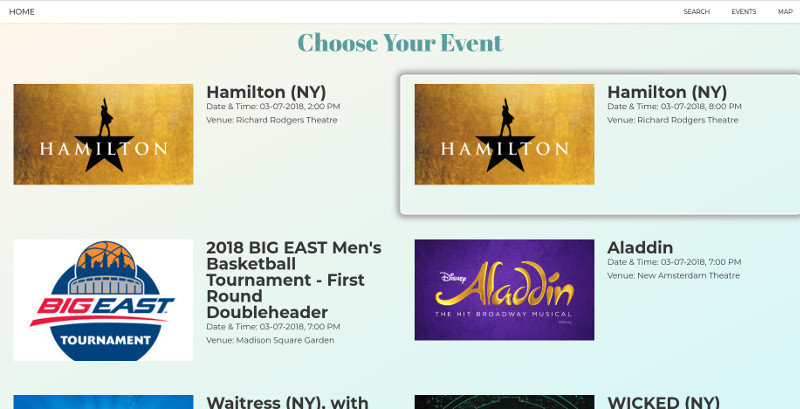 HOME
SEARCH EVENTS MAP
Choose Your Event
HAMILTON
Hamilton (NY)
Date & Time: 03-07-2018, 2:00 PM
Venue: Richard Rodgers Theatre
HAMILTON
Hamilton (NY)
Date & Time: 03-07-2018, 8:00 PM
Venue: Richard Rodgers Theatre
BIG EAST
TOURNAMENT
2018 BIG EAST Men's
Basketball
Tournament - First
Round
Doubleheader
Date & Time: 03-07-2018, 7:00 PM
Venue: Madison Square Garden
Disney
Aladdin
THE HIT BROADWAY MUSICAL
Aladdin
Date & Time: 03-07-2018, 7:00 PM
Venue: New Amsterdam Theatre
Waitress (NY), with
WICKED (NY)